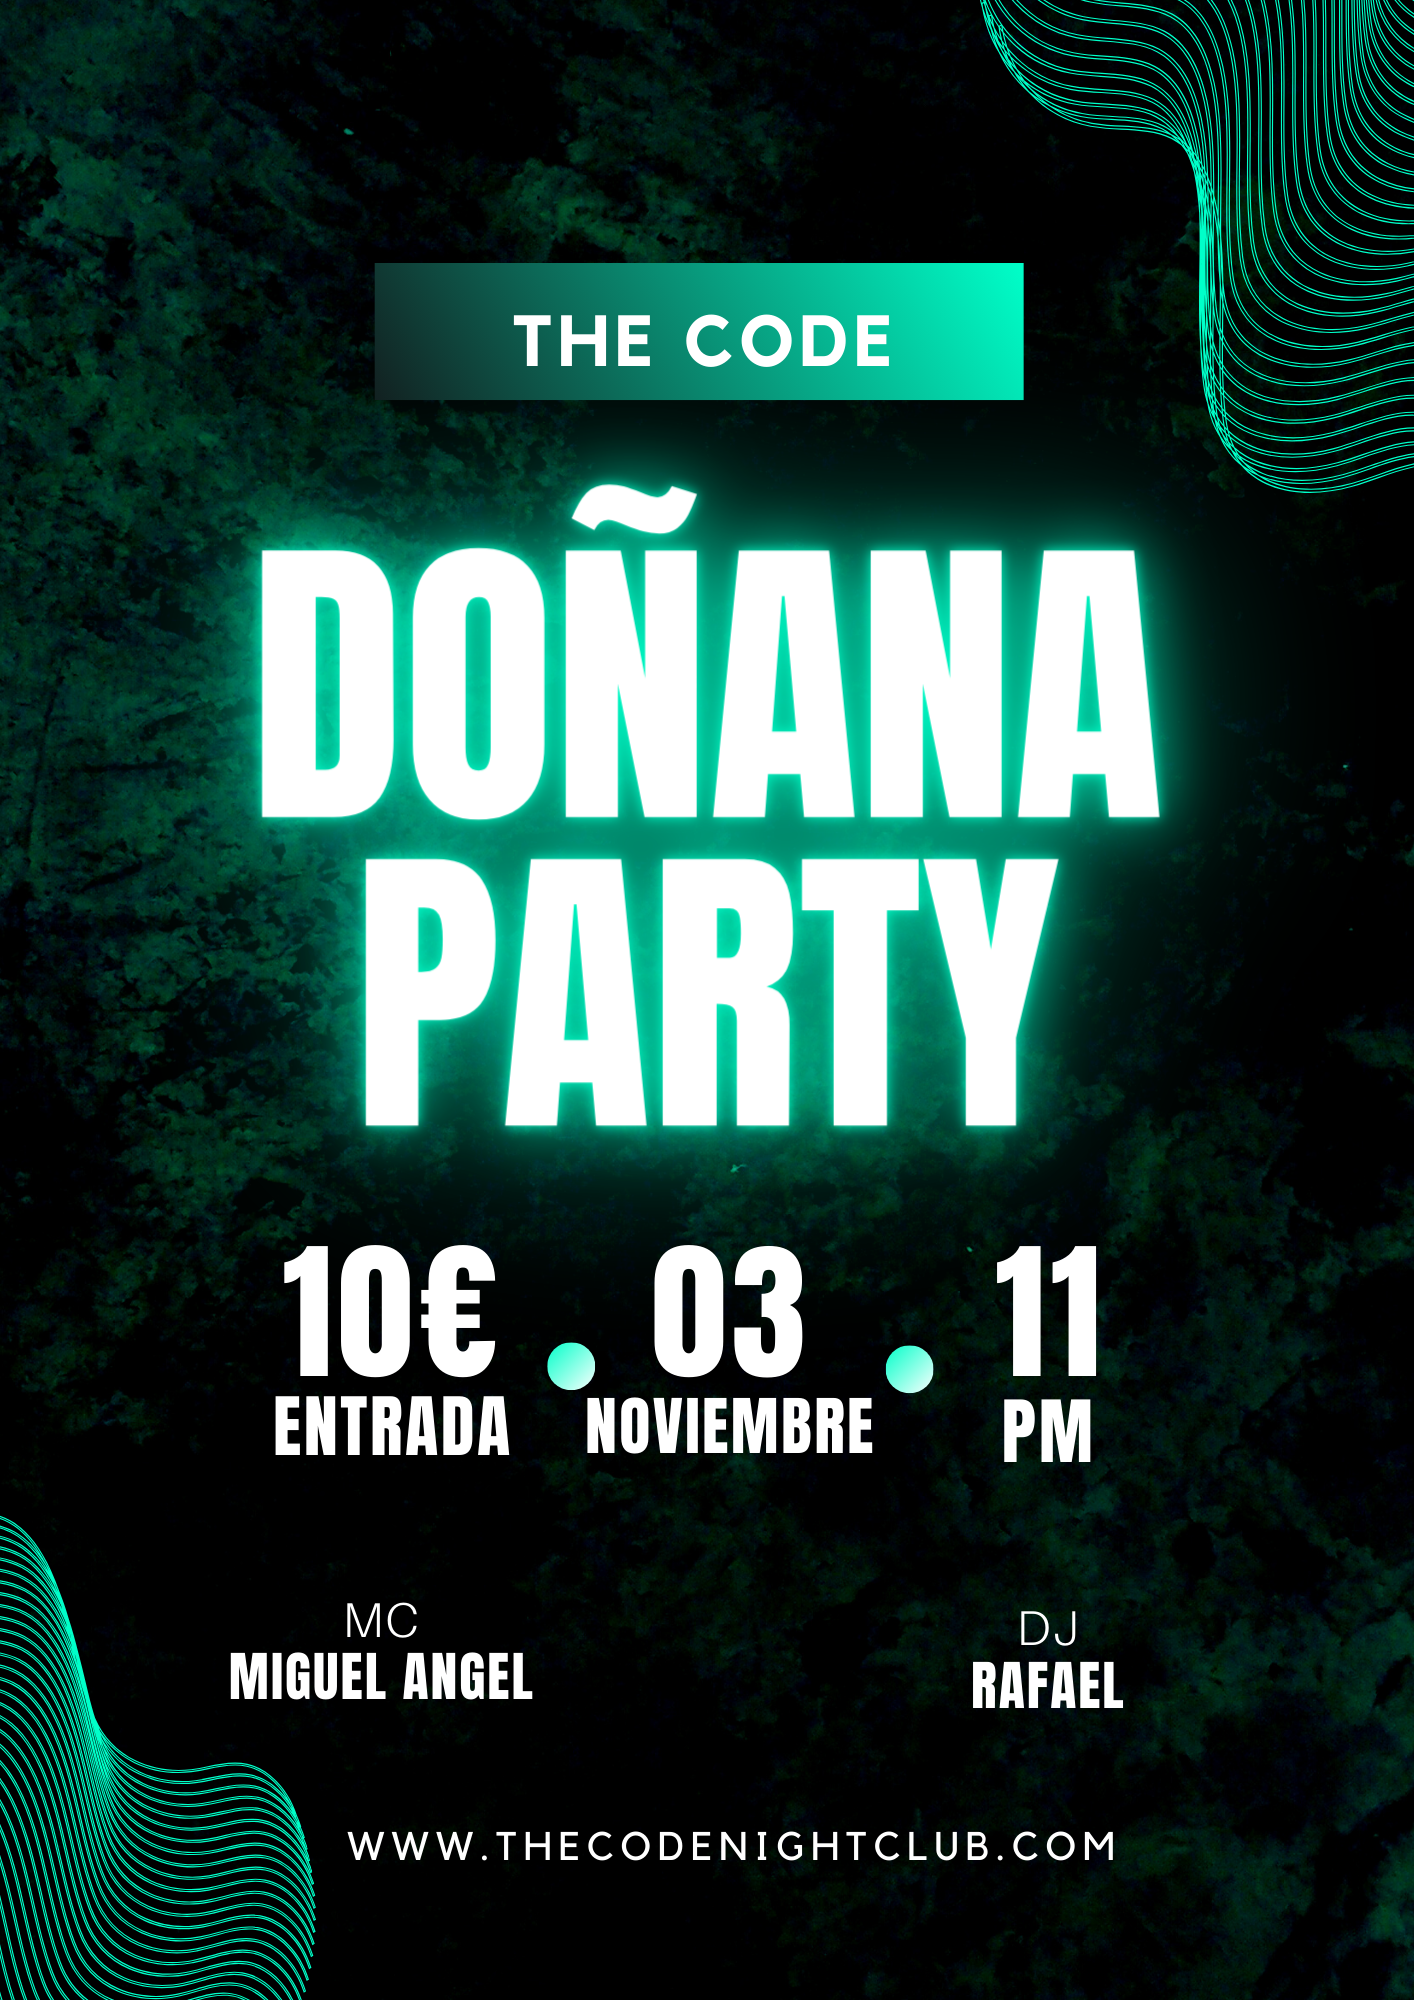 THE CODE
DOÑANA
PARTY
10€ 03 11
ENTRADA NOVIEMBRE PM
MC DJ
MIGUEL ANGEL RAFAEL
WWW.THECODENIGHTCLUB.COM